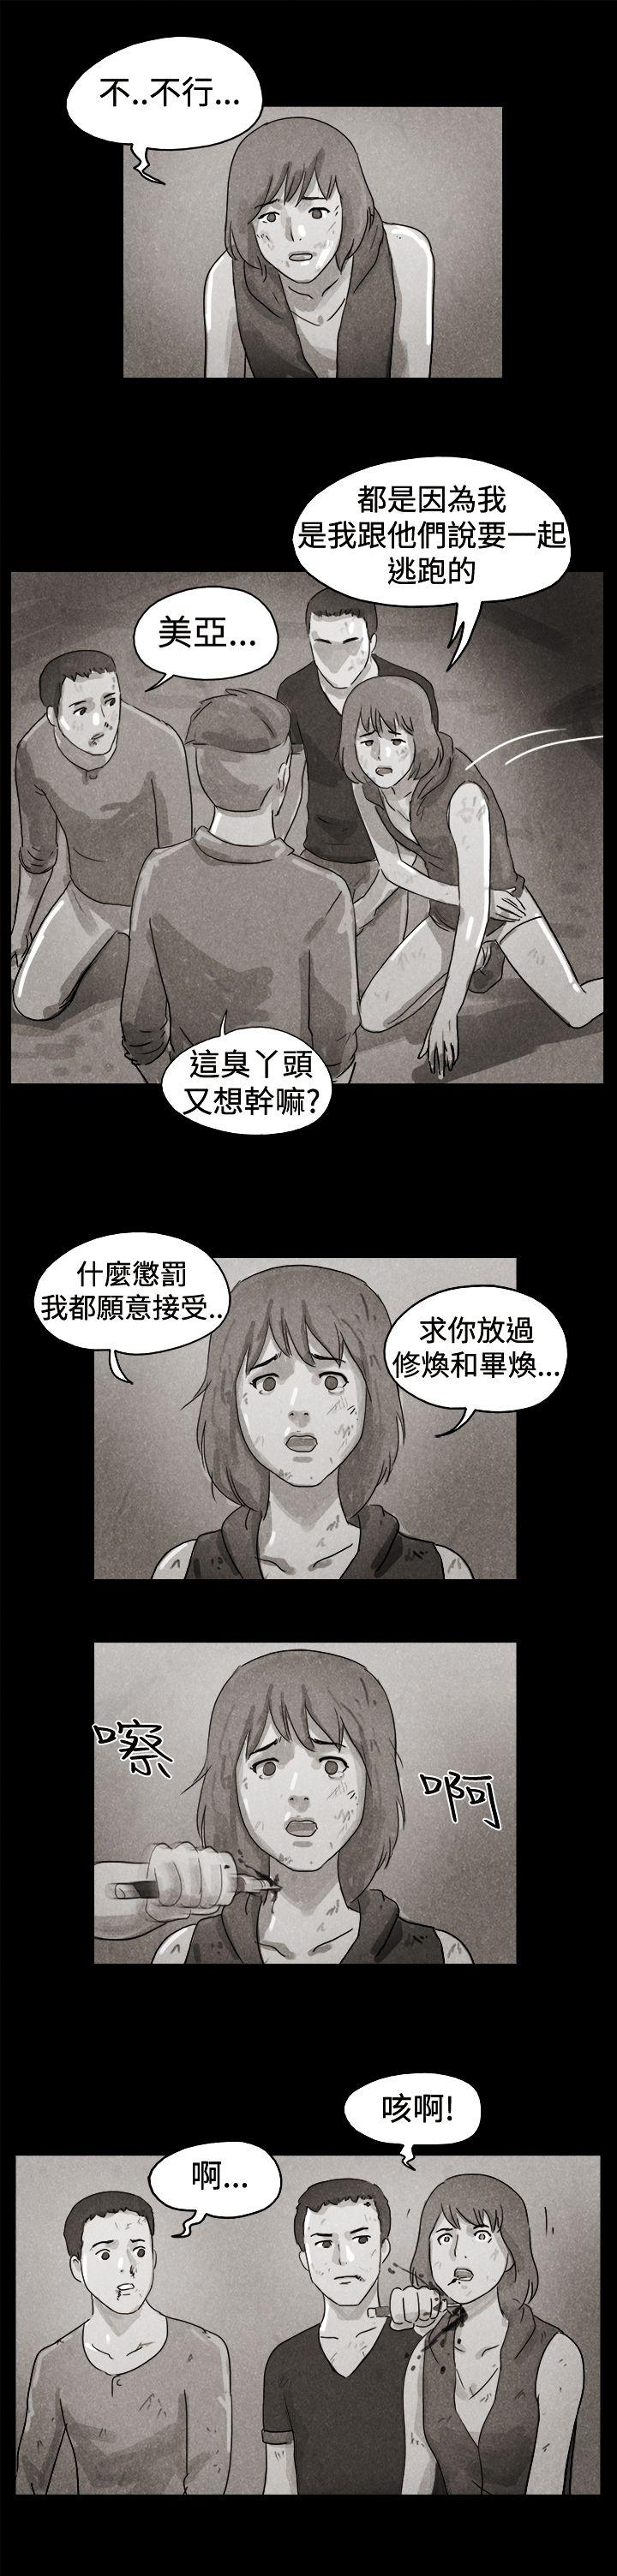 不..不行...
都是因為我
是我跟他們說要一起
逃跑的
美亞...
這臭丫頭
又想幹嘛?
什麼懲罰
我都願意接受..
求你放過
修煥和畢煥...
嚓
啊
咳啊!
啊...